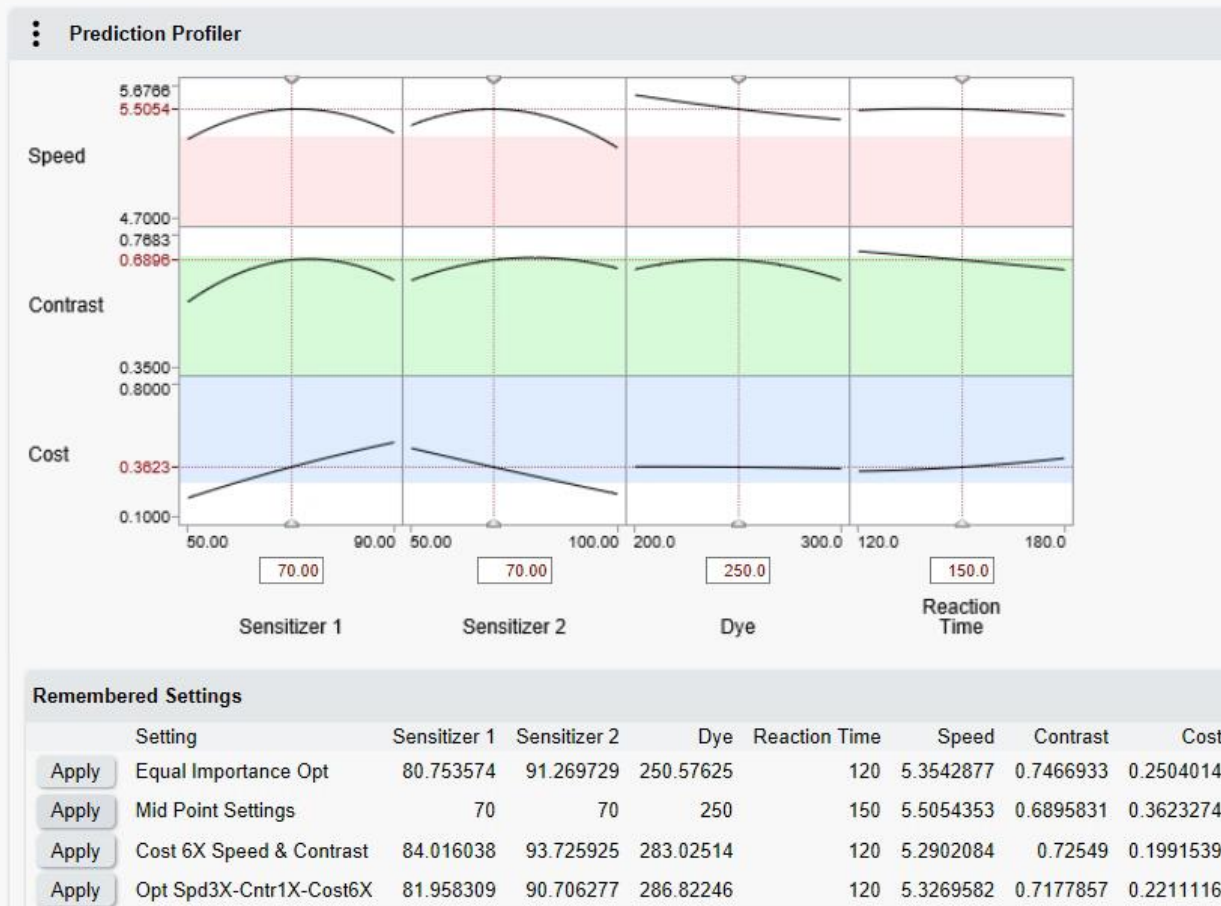 Prediction Profiler
5.6766
5.5054
Speed
4.7000
0.7683
0.6896
Contrast
0.3500
0.8000
Cost
0.3623
0.1000
50.00 90.00 50.00 100.00 200.0 300.0 120.0 180.0
70.00 70.00 250.0 150.0
Sensitizer 1 Sensitizer 2 Dye Reaction
Time
Remembered Settings
Setting Sensitizer 1 Sensitizer 2 Dye Reaction Time Speed Contrast Cost
Apply Equal Importance Opt 80.753574 91.269729 250.57625 120 5.3542877 0.7466933 0.2504014
Apply Mid Point Settings 70 70 250 150 5.5054353 0.6895831 0.3623274
Apply Cost 6X Speed & Contrast 84.016038 93.725925 283.02514 120 5.2902084 0.72549 0.1991539
Apply Opt Spd3X-Cntr1X-Cost6X 81.958309 90.706277 286.82246 120 5.3269582 0.7177857 0.2211116